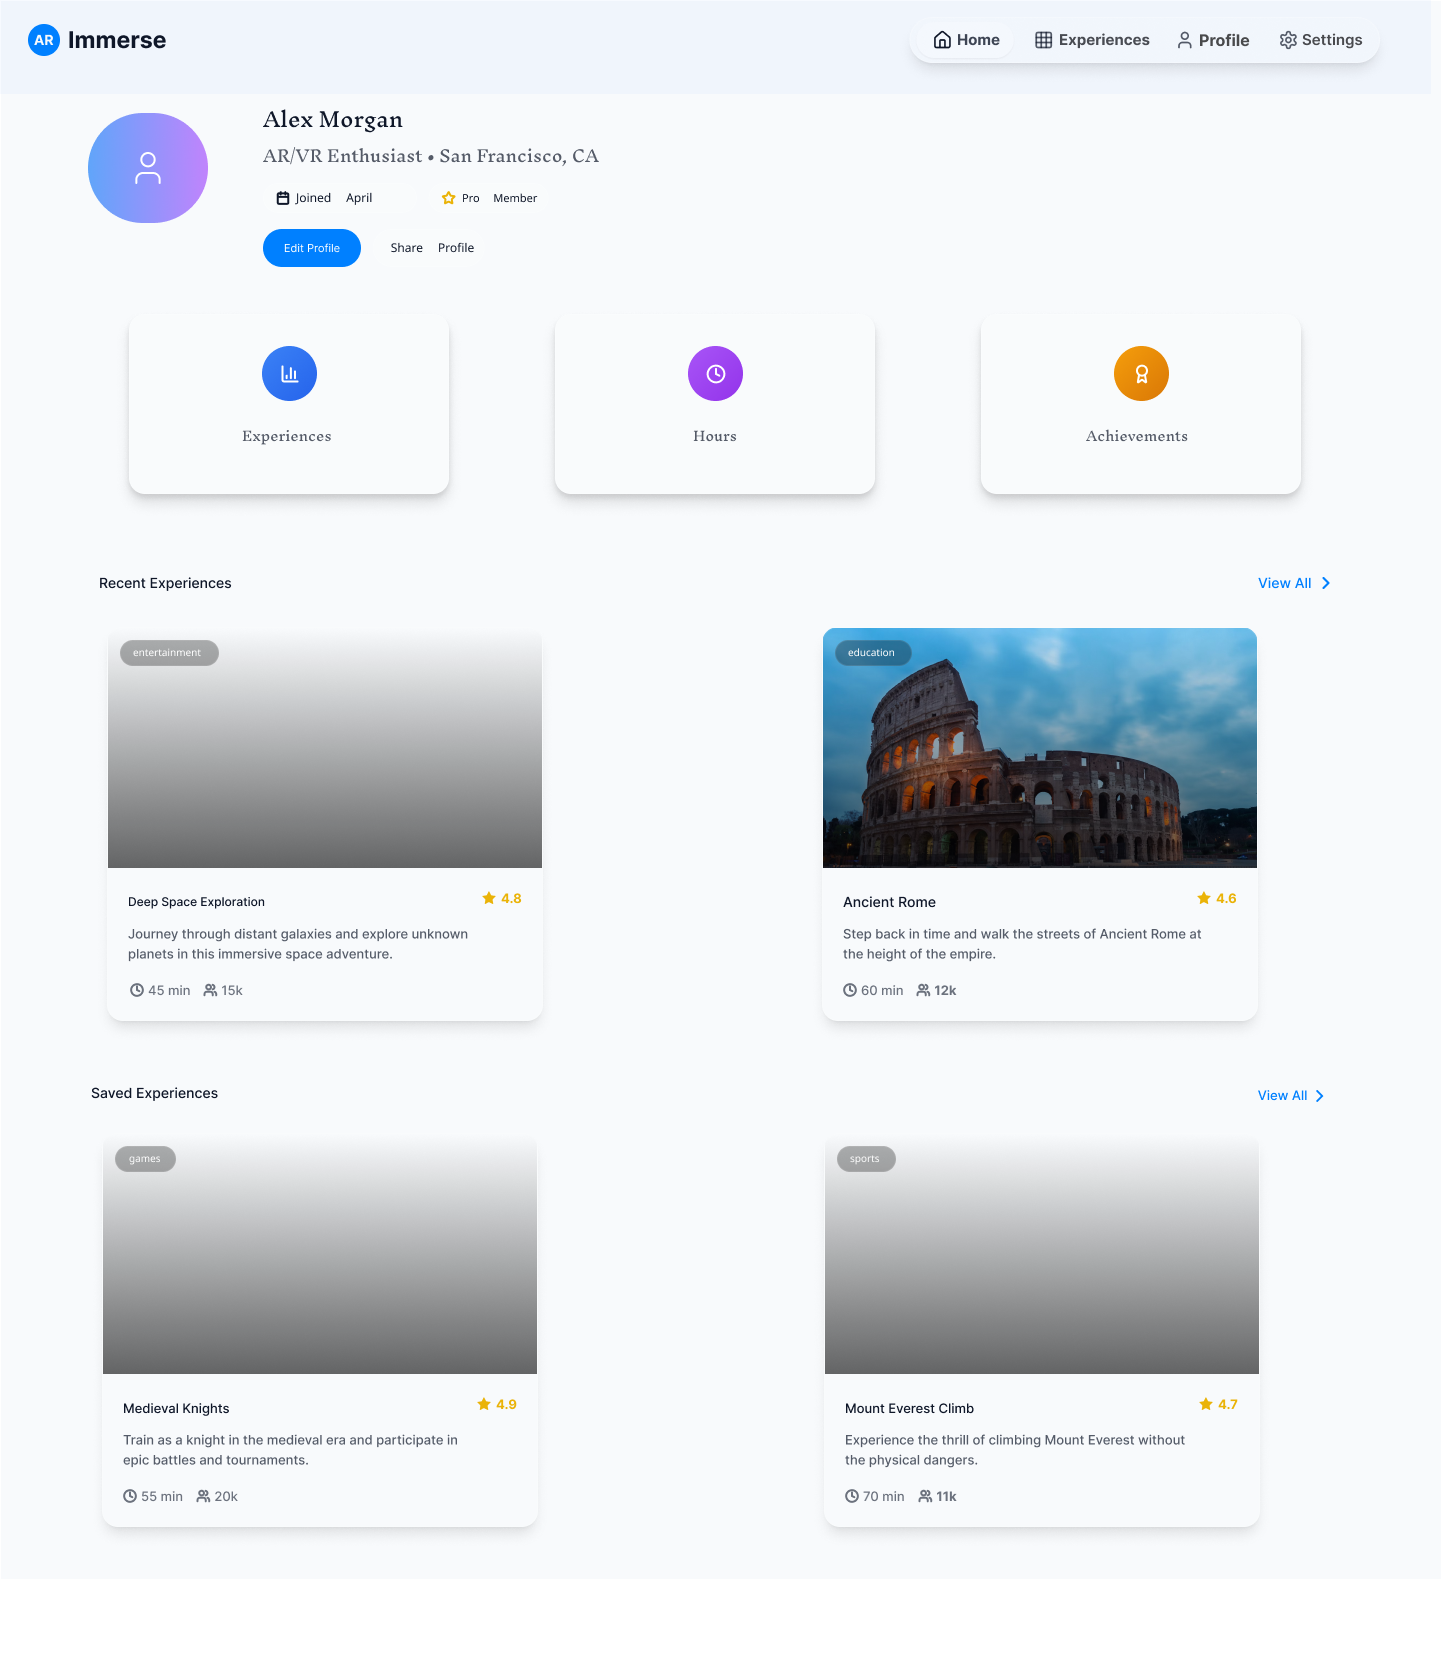 AR Immerse
Home Experiences Profile Settings
Alex Morgan
AR/VR Enthusiast • San Francisco, CA
Joined April Pro Member
Edit Profile Share Profile
Experiences Hours Achievements
Recent Experiences View All
entertainment education
Deep Space Exploration 4.8
Journey through distant galaxies and explore unknown
planets in this immersive space adventure.
45 min 15k
Ancient Rome 4.6
Step back in time and walk the streets of Ancient Rome at
the height of the empire.
60 min 12k
Saved Experiences View All
games sports
Medieval Knights 4.9
Train as a knight in the medieval era and participate in
epic battles and tournaments.
55 min 20k
Mount Everest Climb 4.7
Experience the thrill of climbing Mount Everest without
the physical dangers.
70 min 11k